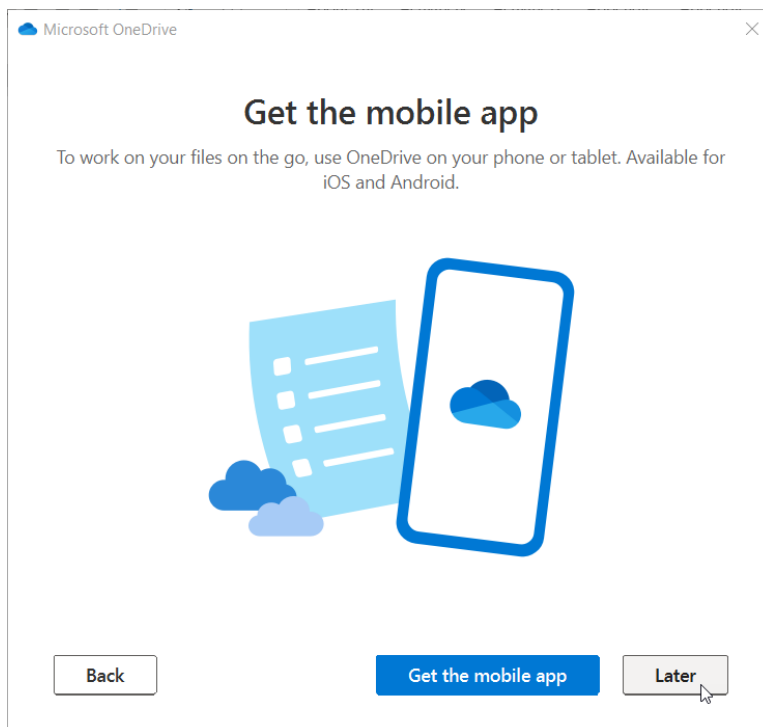 Microsoft OneDrive
Get the mobile app
To work on your files on the go, use OneDrive on your phone or tablet. Available for
iOS and Android.
Back
Get the mobile app
Later